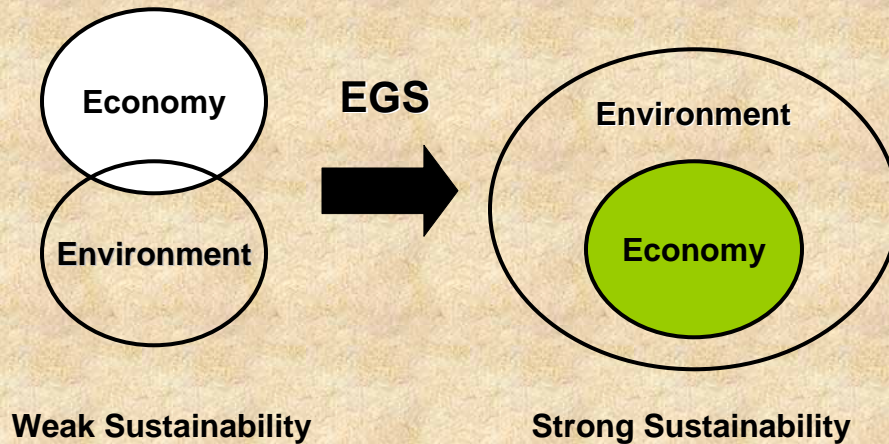 Economy
Environment
Weak Sustainability
EGS
Environment
Economy
Strong Sustainability